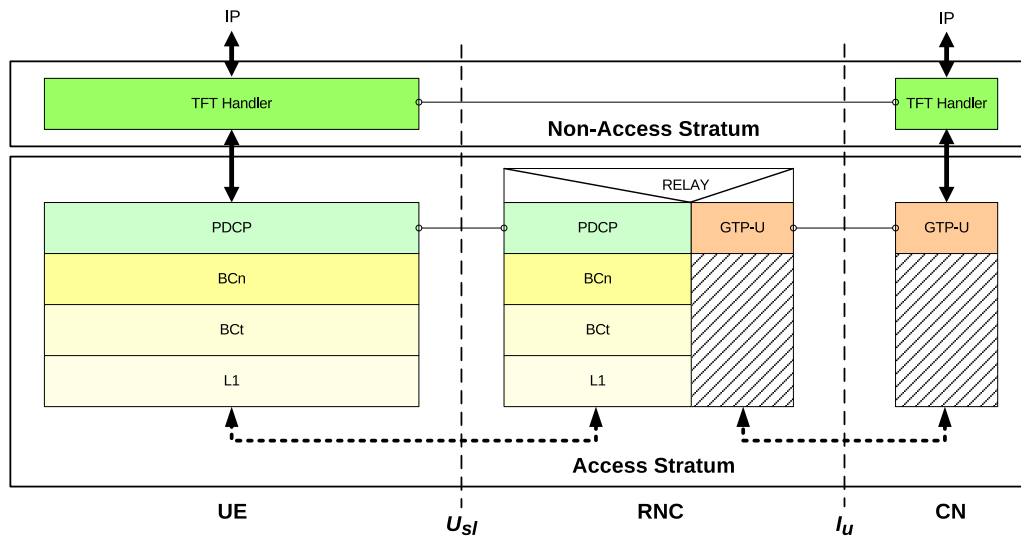 IP
IP
TFT Handler
TFT Handler
Non-Access Stratum
RELAY
PDCP
PDCP
GTP-U
GTP-U
BCn
BCn
BCt
BCt
L1
L1
Access Stratum
UE
Usl
RNC
Iu
CN